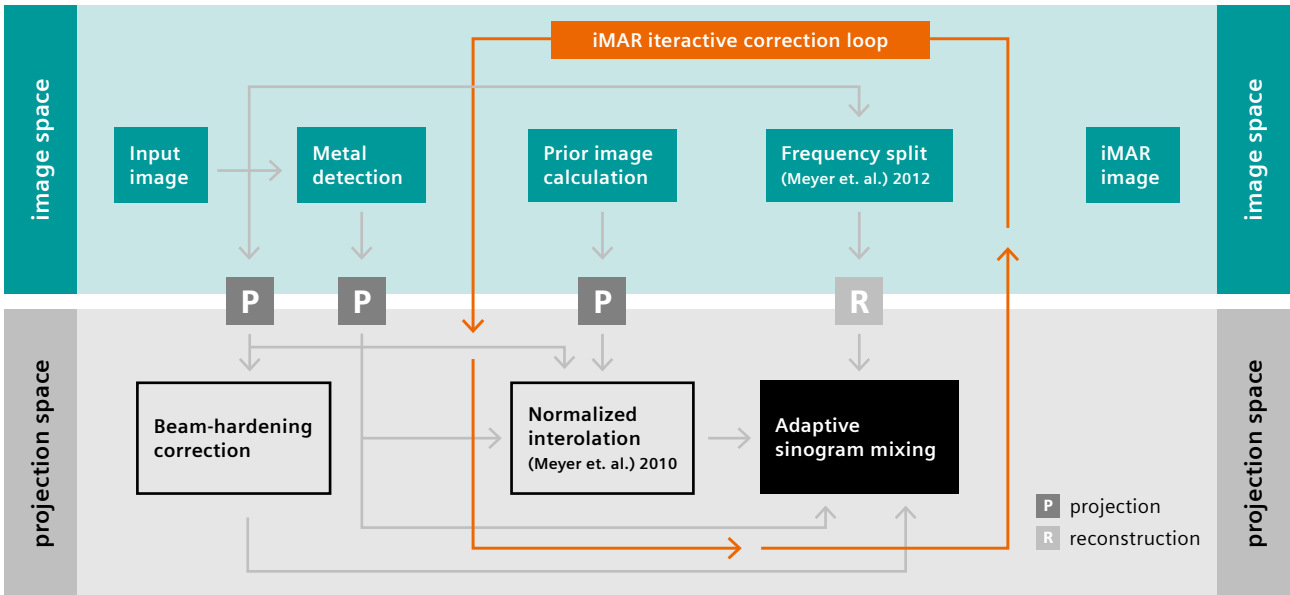 iMAR iteractive correction loop
image space
image space
Input
image
Metal
detection
Prior image
calculation
Frequency split
(Meyer et. al.) 2012
iMAR
image
P
P
P
R
projection space
projection space
Beam-hardening
correction
Normalized
interolation
(Meyer et. al.) 2010
Adaptive
sinogram mixing
P projection
R reconstruction